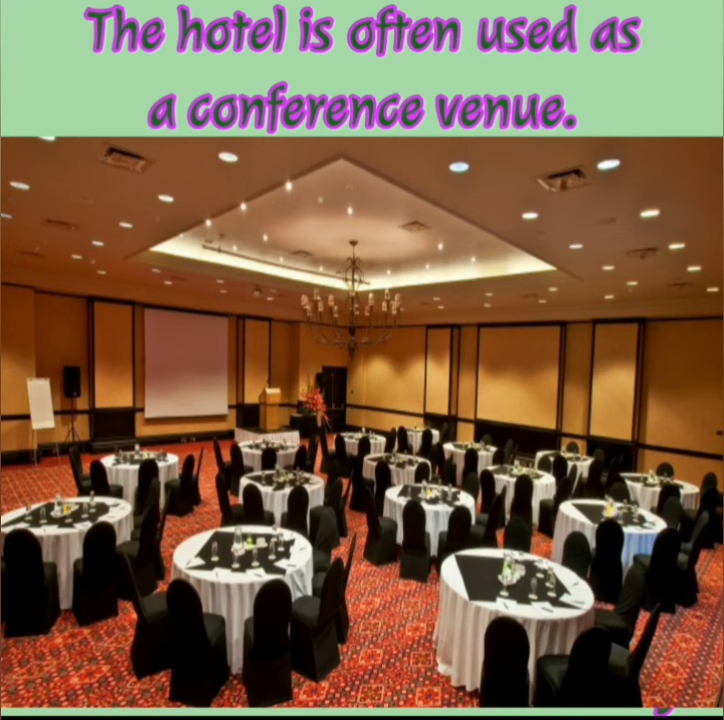 The hotel is often used as
a conference venue.